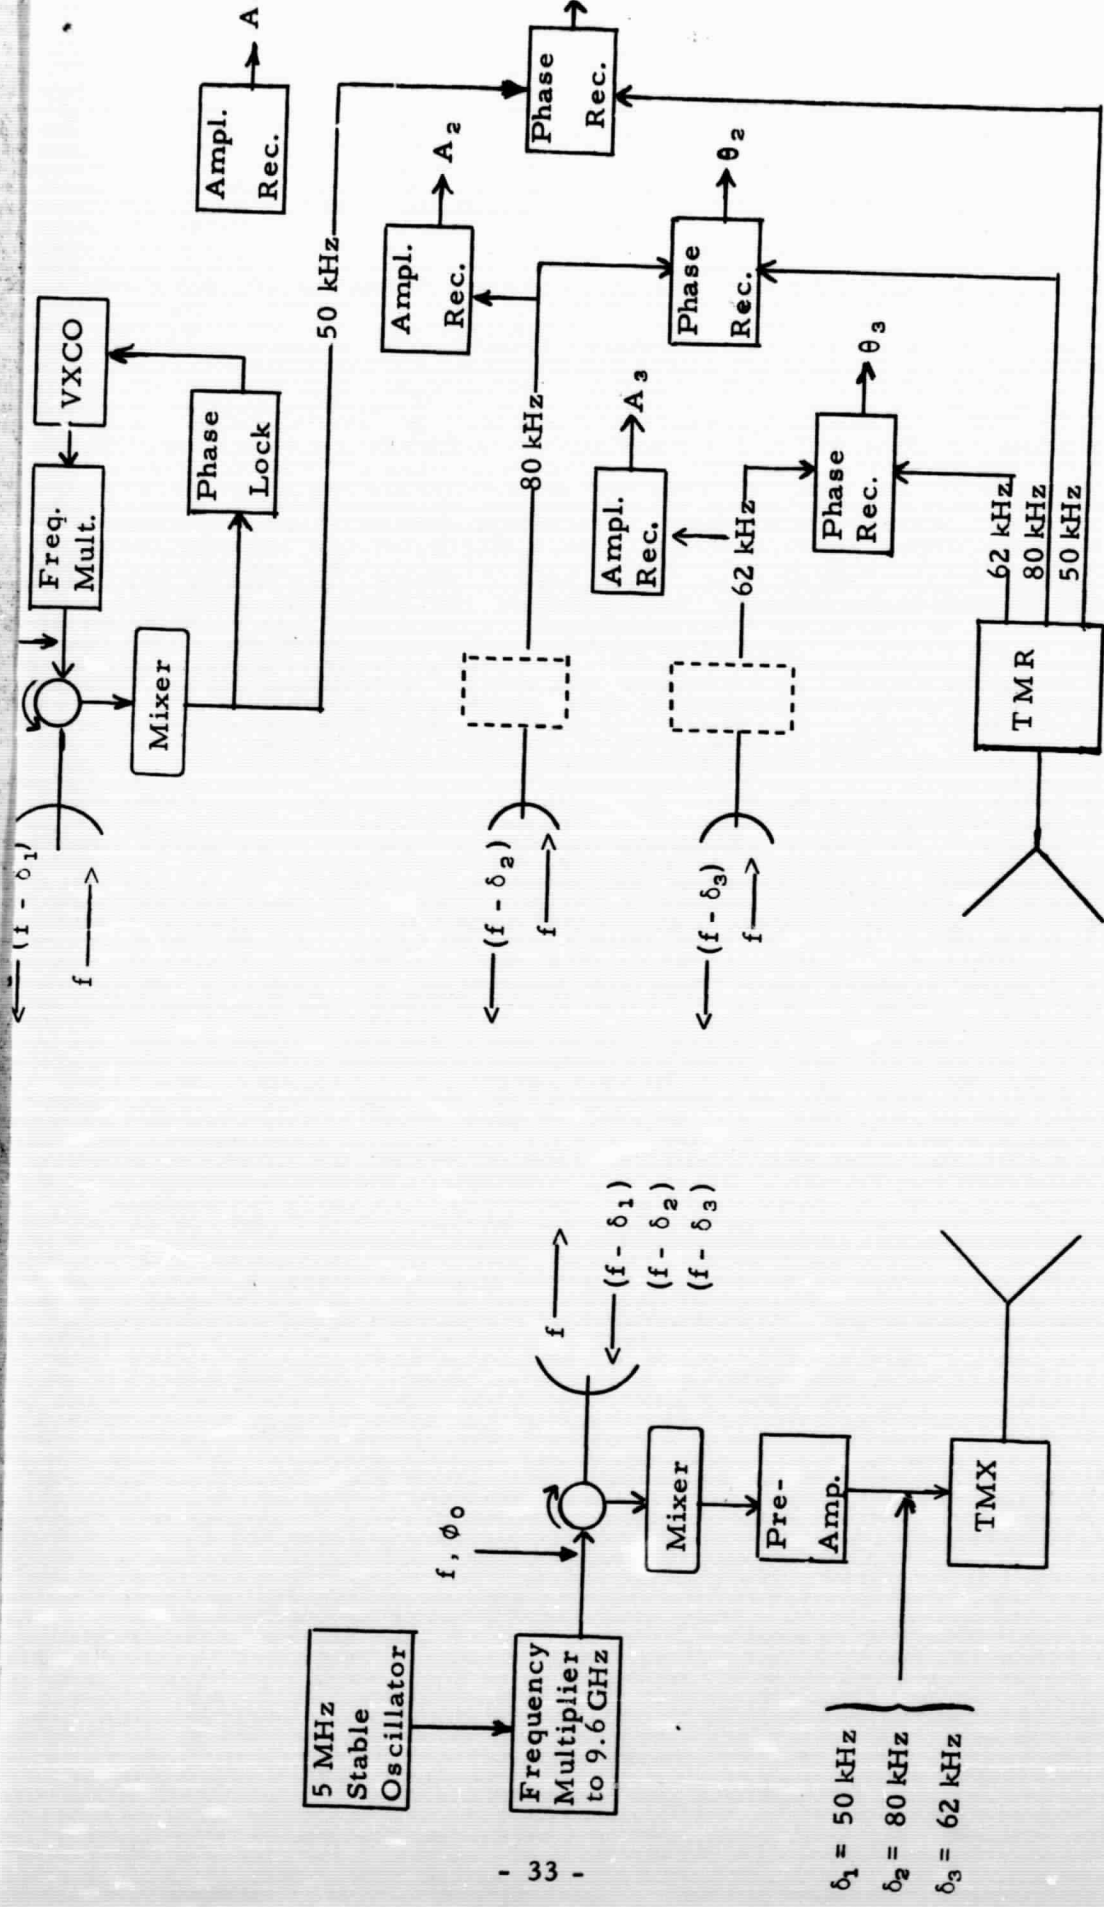 (f - δ1)
f
Freq.
Mult.
VXCO
Mixer
Phase
Lock
50 kHz
Ampl.
Rec.
A
Phase
Rec.
(f - δ2)
f
80 kHz
Ampl.
Rec.
A2
Phase
Rec.
θ2
(f - δ3)
f
62 kHz
Ampl.
Rec.
A3
Phase
Rec.
θ3
TMR
62 kHz
80 kHz
50 kHz
5 MHz
Stable
Oscillator
Frequency
Multiplier
to 9.6 GHz
f, ϕ0
f
(f - δ1)
(f - δ2)
(f - δ3)
Mixer
Pre-
Amp.
TMX
δ1 = 50 kHz
δ2 = 80 kHz
δ3 = 62 kHz
- 33 -